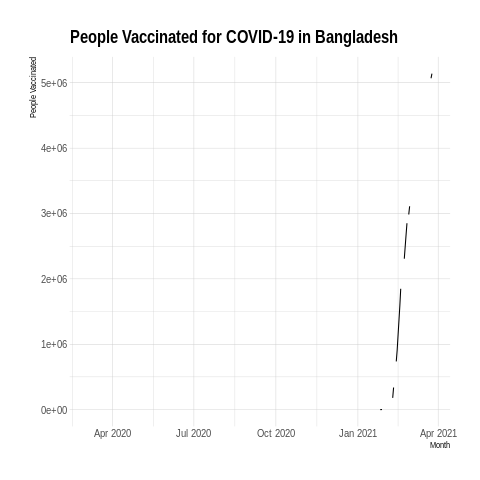 People Vaccinated for COVID-19 in Bangladesh
People Vaccinated
5e+06
4e+06
3e+06
2e+06
1e+06
0e+00
Apr 2020
Jul 2020
Oct 2020
Jan 2021
Apr 2021
Month